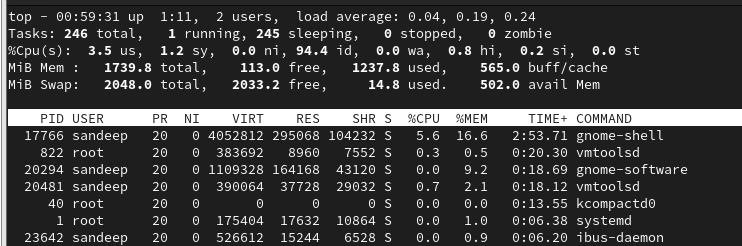 top - 00:59:31 up  1:11,  2 users,  load average: 0.04, 0.19, 0.24
Tasks: 246 total,   1 running, 245 sleeping,   0 stopped,   0 zombie
%Cpu(s):  3.5 us,  1.2 sy,  0.0 ni, 94.4 id,  0.0 wa,  0.8 hi,  0.2 si,  0.0 st
MiB Mem :   1739.8 total,    113.0 free,   1237.8 used,    565.0 buff/cache
MiB Swap:   2048.0 total,   2033.2 free,     14.8 used.    502.0 avail Mem
PID USER      PR  NI    VIRT    RES    SHR S  %CPU  %MEM     TIME+ COMMAND
17766 sandeep   20   0 4052812 295068 104232 S   5.6  16.6   2:53.71 gnome-shell
822 root      20   0  383692   8960   7552 S   0.3   0.5   0:20.30 vmtoolsd
20294 sandeep   20   0 1109328 164168  43120 S   0.0   9.2   0:18.69 gnome-software
20481 sandeep   20   0  390064  37728  29032 S   0.7   2.1   0:18.12 vmtoolsd
40 root      20   0       0      0      0 S   0.0   0.0   0:13.55 kcompactd0
1 root      20   0  175404  17632  10864 S   0.0   1.0   0:06.38 systemd
23642 sandeep   20   0  526612  15244   6528 S   0.0   0.9   0:06.20 ibus-daemon